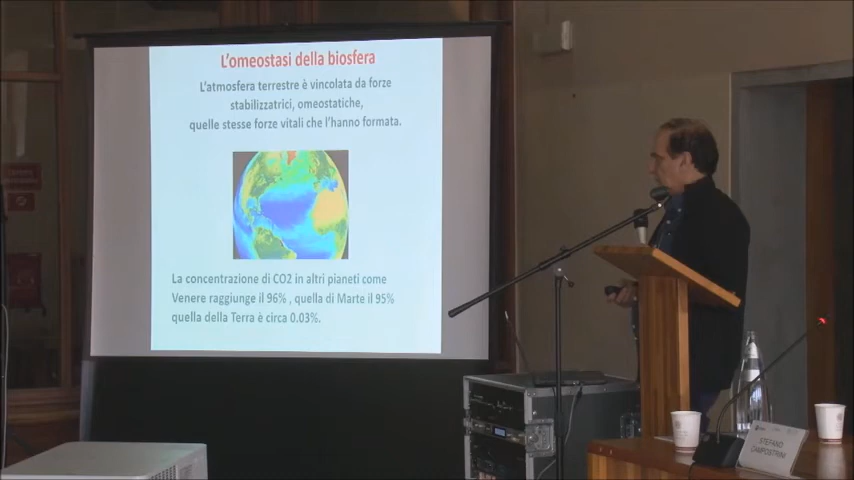 L'omeostasi della biosfera
L'atmosfera terrestre è vincolata da forze
stabilizzatrici, omeostatiche,
quelle stesse forze vitali che l'hanno formata.
La concentrazione di CO2 in altri pianeti come
Venere raggiunge il 96% , quella di Marte il 95%
quella della Terra è circa 0.03%.
STEFANO
CAMPOSTRINI